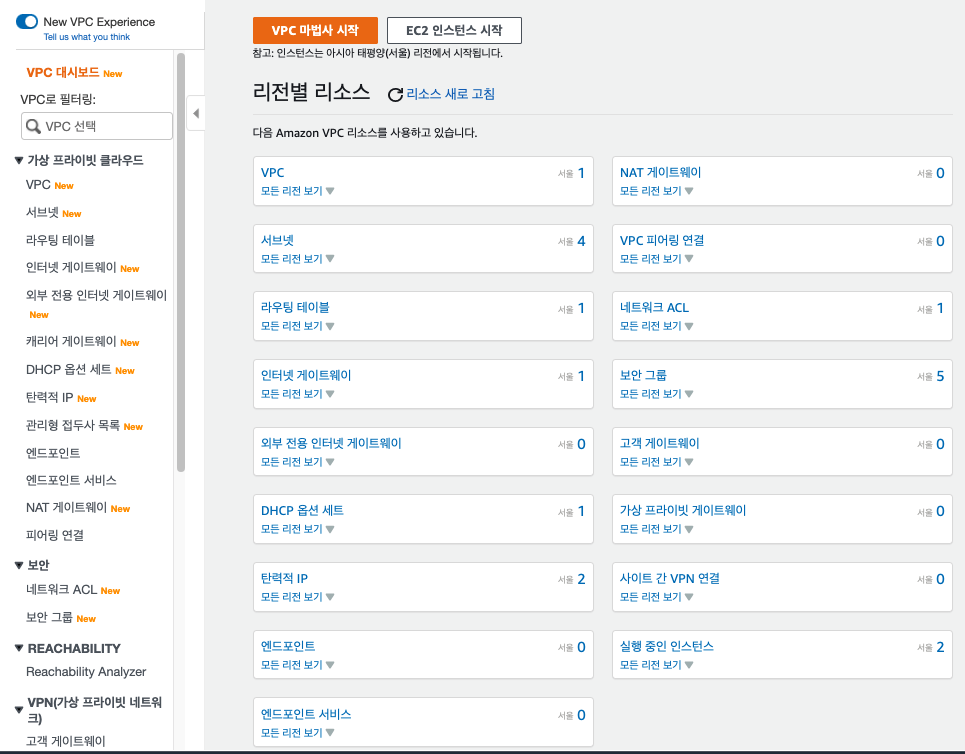 New VPC Experience
Tell us what you think
VPC 대시보드 New
VPC로 필터링:
VPC 선택
가상 프라이빗 클라우드
VPC New
서브넷 New
라우팅 테이블
인터넷 게이트웨이 New
외부 전용 인터넷 게이트웨이
New
캐리어 게이트웨이 New
DHCP 옵션 세트 New
탄력적 IP New
관리형 접두사 목록 New
엔드포인트
엔드포인트 서비스
NAT 게이트웨이 New
피어링 연결
보안
네트워크 ACL New
보안 그룹 New
REACHABILITY
Reachability Analyzer
VPN(가상 프라이빗 네트워
크)
고객 게이트웨이
VPC 마법사 시작 EC2 인스턴스 시작
참고: 인스턴스는 아시아 태평양(서울) 리전에서 시작됩니다.
리전별 리소스 리소스 새로 고침
다음 Amazon VPC 리소스를 사용하고 있습니다.
VPC 서울 1
모든 리전 보기
NAT 게이트웨이 서울 0
모든 리전 보기
서브넷 서울 4
모든 리전 보기
VPC 피어링 연결 서울 0
모든 리전 보기
라우팅 테이블 서울 1
모든 리전 보기
네트워크 ACL 서울 1
모든 리전 보기
인터넷 게이트웨이 서울 1
모든 리전 보기
보안 그룹 서울 5
모든 리전 보기
외부 전용 인터넷 게이트웨이 서울 0
모든 리전 보기
고객 게이트웨이 서울 0
모든 리전 보기
DHCP 옵션 세트 서울 1
모든 리전 보기
가상 프라이빗 게이트웨이 서울 0
모든 리전 보기
탄력적 IP 서울 2
모든 리전 보기
사이트 간 VPN 연결 서울 0
모든 리전 보기
엔드포인트 서울 0
모든 리전 보기
실행 중인 인스턴스 서울 2
모든 리전 보기
엔드포인트 서비스 서울 0
모든 리전 보기